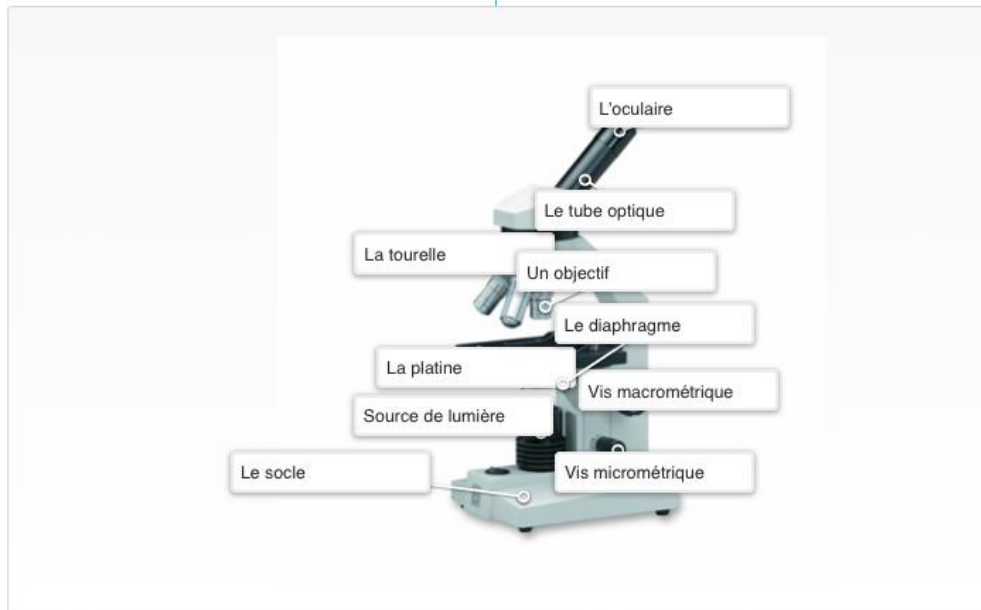 L'oculaire
Le tube optique
La tourelle
Un objectif
Le diaphragme
La platine
Vis macrométrique
Source de lumière
Le socle
Vis micrométrique